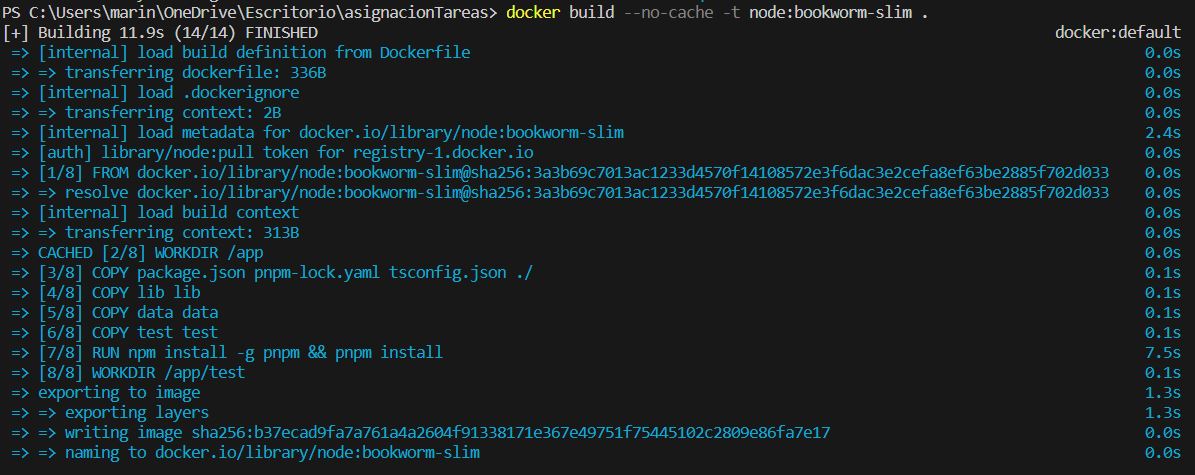 PS C:\Users\marin\OneDrive\Escritorio\asignacionTareas> docker build --no-cache -t node:bookworm-slim .
[+] Building 11.9s (14/14) FINISHED docker:default
=> [internal] load build definition from Dockerfile 0.0s
=> => transferring dockerfile: 336B 0.0s
=> [internal] load .dockerignore 0.0s
=> => transferring context: 2B 0.0s
=> [internal] load metadata for docker.io/library/node:bookworm-slim 2.4s
=> [auth] library/node:pull token for registry-1.docker.io 0.0s
=> [1/8] FROM docker.io/library/node:bookworm-slim@sha256:3a3b69c7013ac1233d4570f14108572e3f6dac3e2cefa8ef63be2885f702d033 0.0s
=> => resolve docker.io/library/node:bookworm-slim@sha256:3a3b69c7013ac1233d4570f14108572e3f6dac3e2cefa8ef63be2885f702d033 0.0s
=> [internal] load build context 0.0s
=> => transferring context: 313B 0.0s
=> CACHED [2/8] WORKDIR /app 0.0s
=> [3/8] COPY package.json pnpm-lock.yaml tsconfig.json ./ 0.1s
=> [4/8] COPY lib lib 0.1s
=> [5/8] COPY data data 0.1s
=> [6/8] COPY test test 0.1s
=> [7/8] RUN npm install -g pnpm && pnpm install 7.5s
=> [8/8] WORKDIR /app/test 0.1s
=> exporting to image 1.3s
=> => exporting layers 1.3s
=> => writing image sha256:b37ecad9fa7a761a4a2604f91338171e367e49751f75445102c2809e86fa7e17 0.0s
=> => naming to docker.io/library/node:bookworm-slim 0.0s